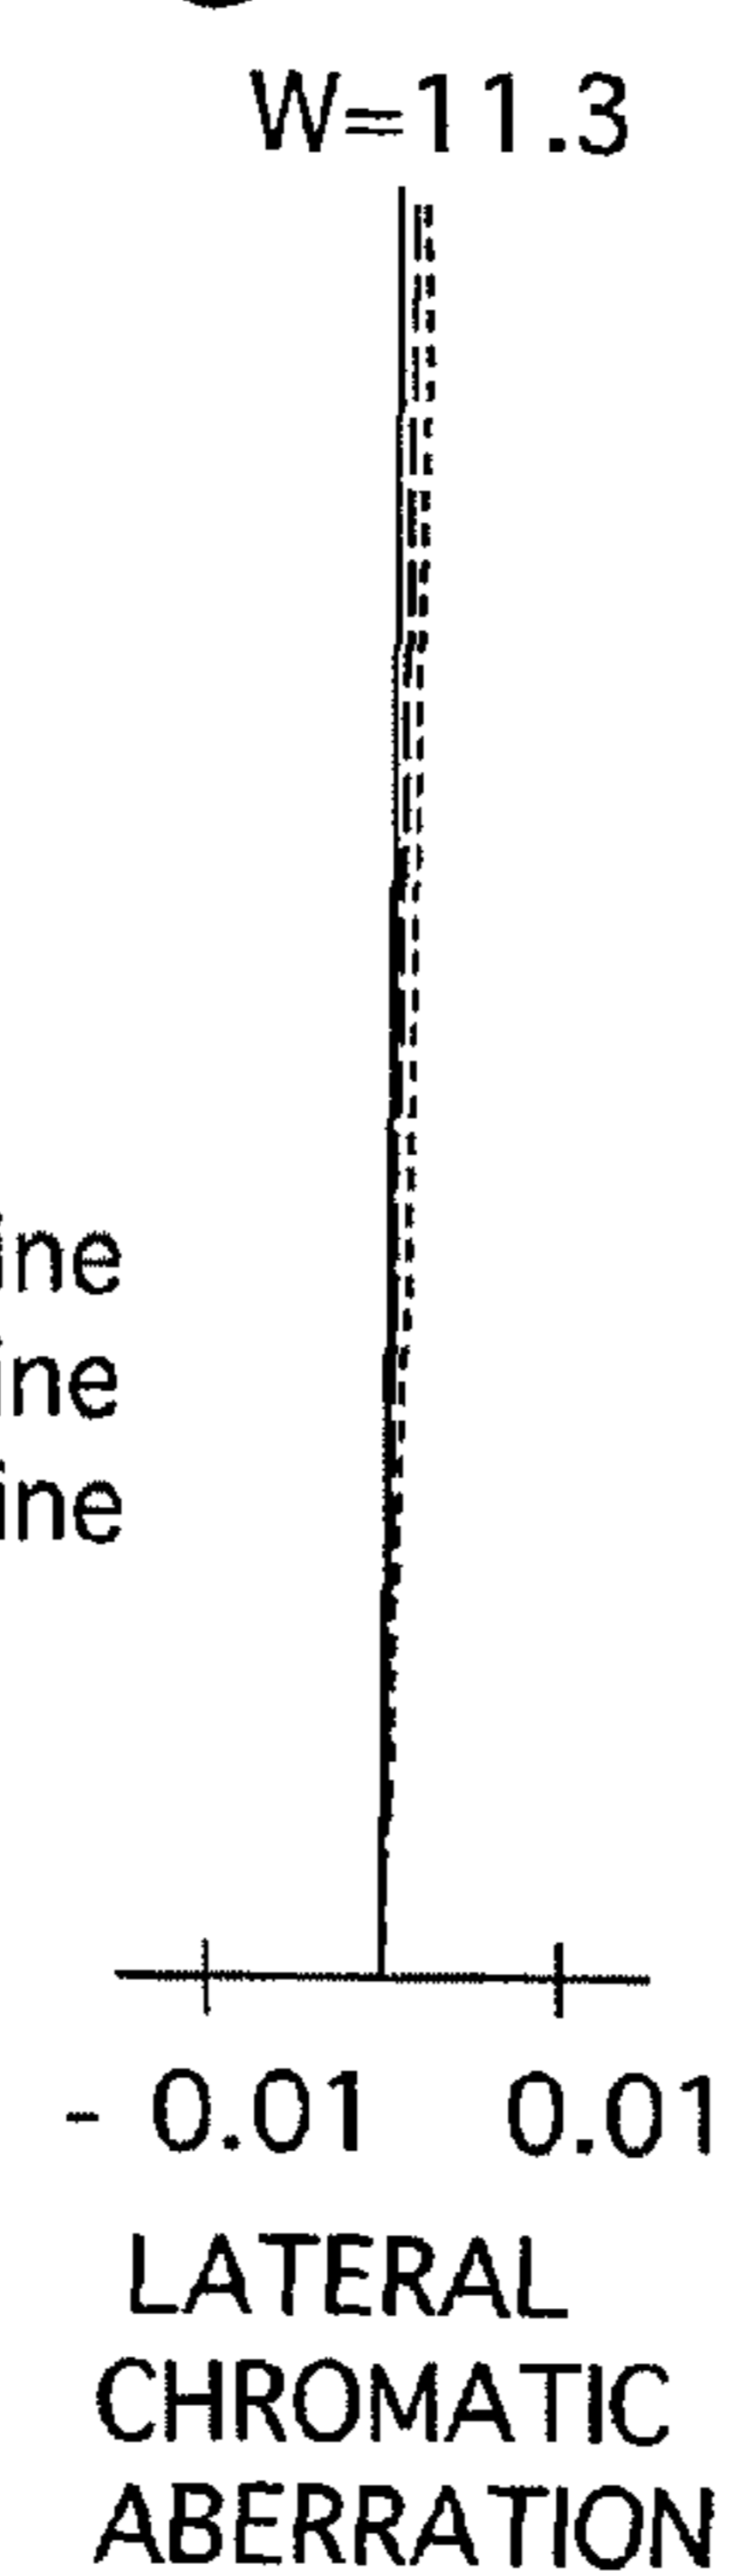 W=11.3
ine
ine
ine
- 0.01 0.01
LATERAL
CHROMATIC
ABERRATION